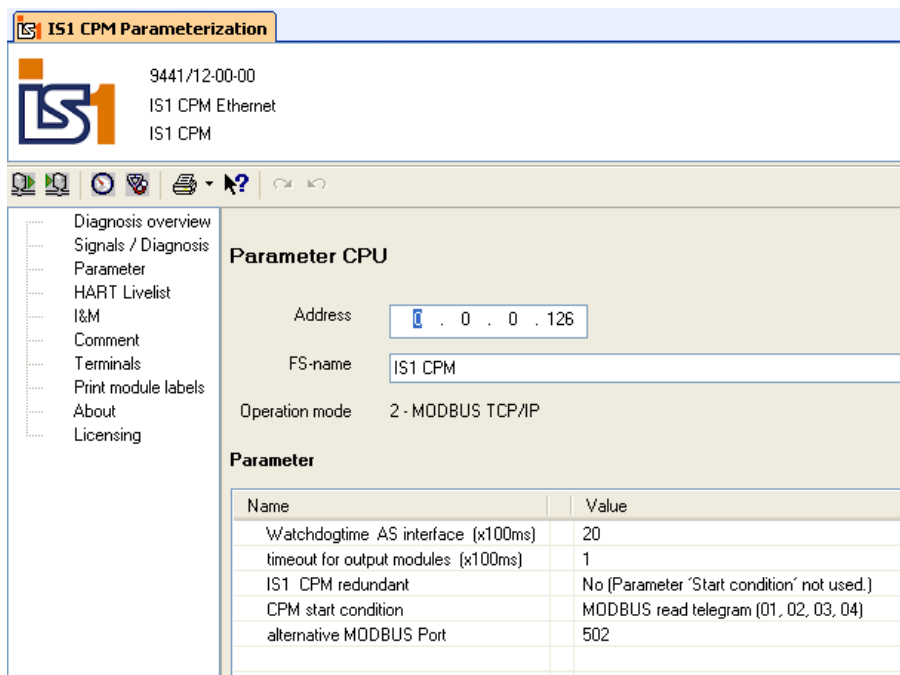 IS1 IS1 CPM Parameterization
IS1
9441/12-00-00
IS1 CPM Ethernet
IS1 CPM
Diagnosis overview
Signals / Diagnosis
Parameter
HART Livelist
I&M
Comment
Terminals
Print module labels
About
Licensing
Parameter CPU
Address 0 . 0 . 0 . 126
FS-name IS1 CPM
Operation mode 2 - MODBUS TCP/IP
Parameter
Name Value
Watchdogtime AS interface (x100ms) 20
timeout for output modules (x100ms) 1
IS1 CPM redundant No (Parameter 'Start condition' not used.)
CPM start condition MODBUS read telegram (01, 02, 03, 04)
alternative MODBUS Port 502